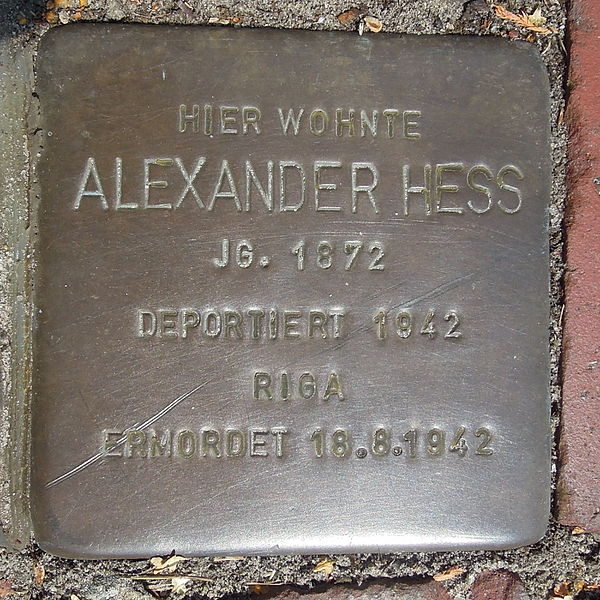 HIER WOHNTE
ALEXANDER HESS
JG. 1872
DEPORTIERT 1942
RIGA
ERMORDET 18.8.1942